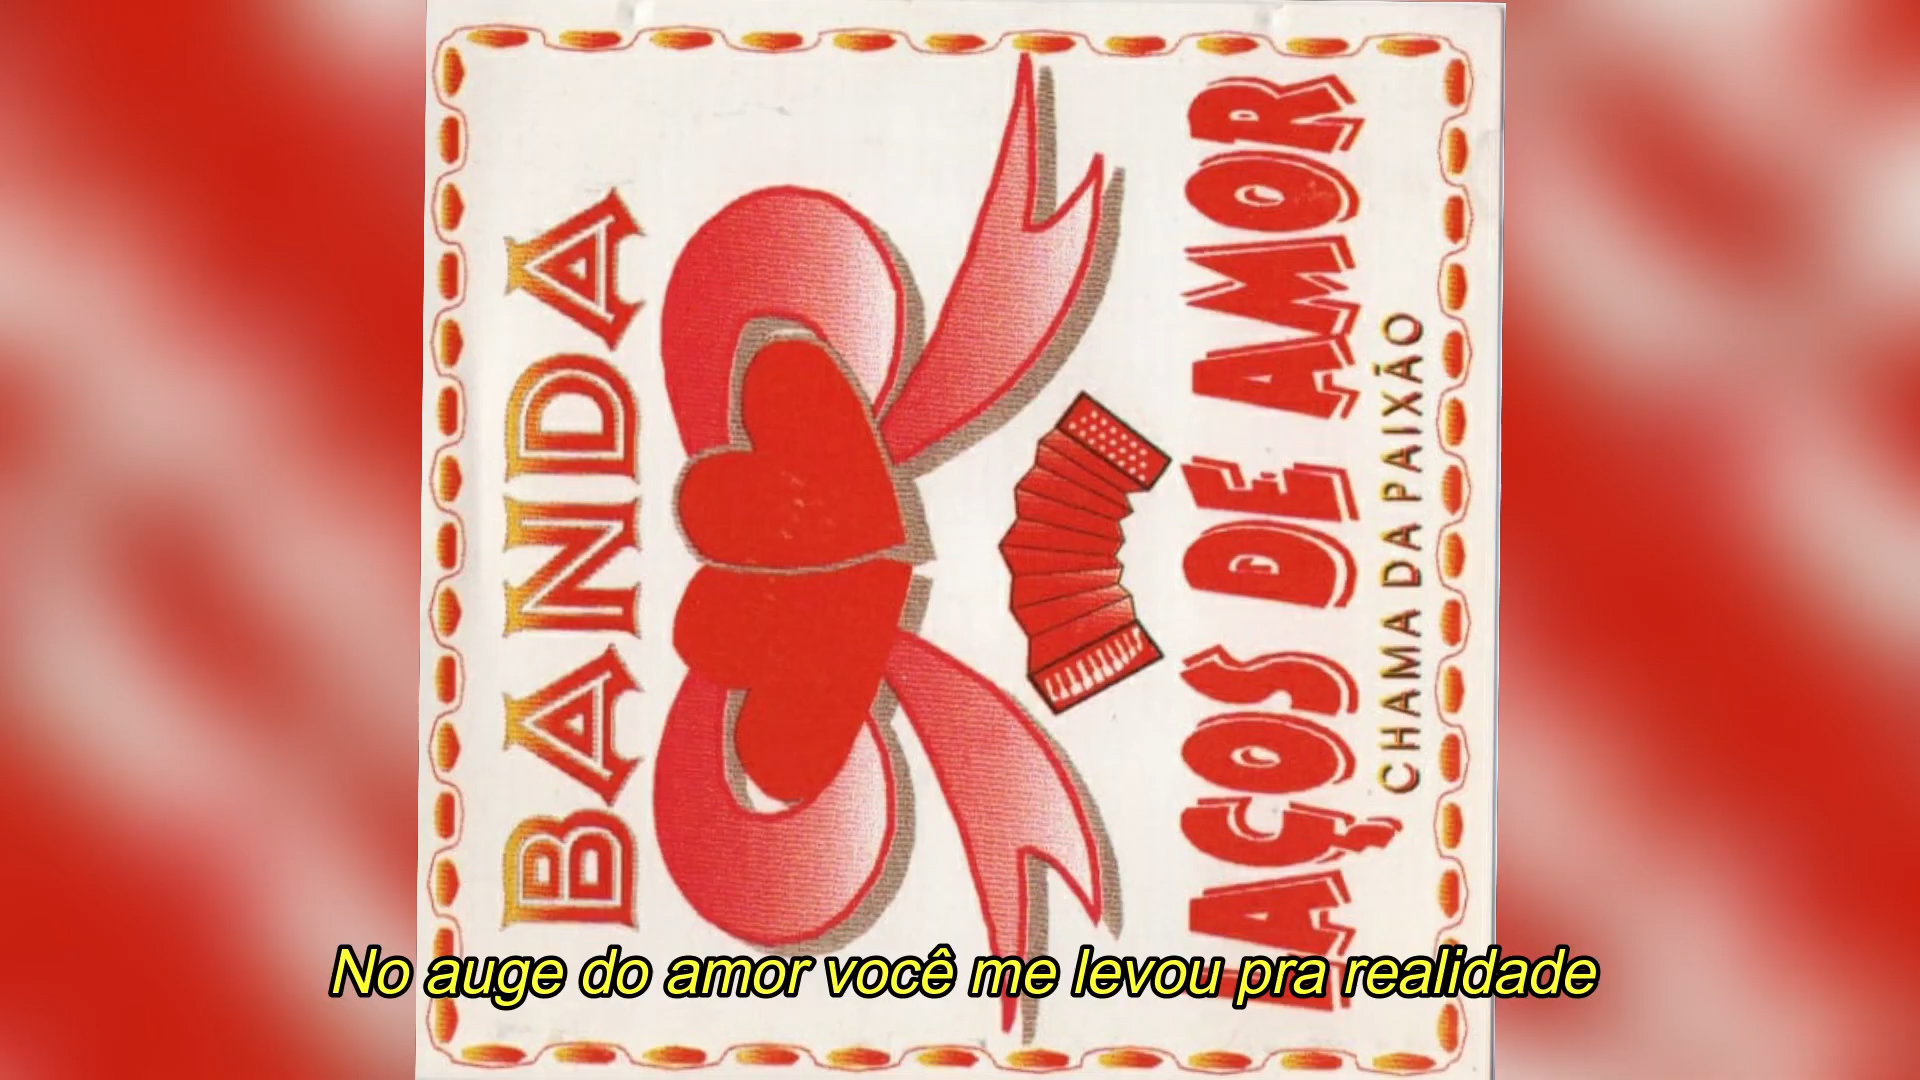 BANDA
LAÇOS DE AMOR
CHAMA DA PAIXÃO
No auge do amor você me levou pra realidade